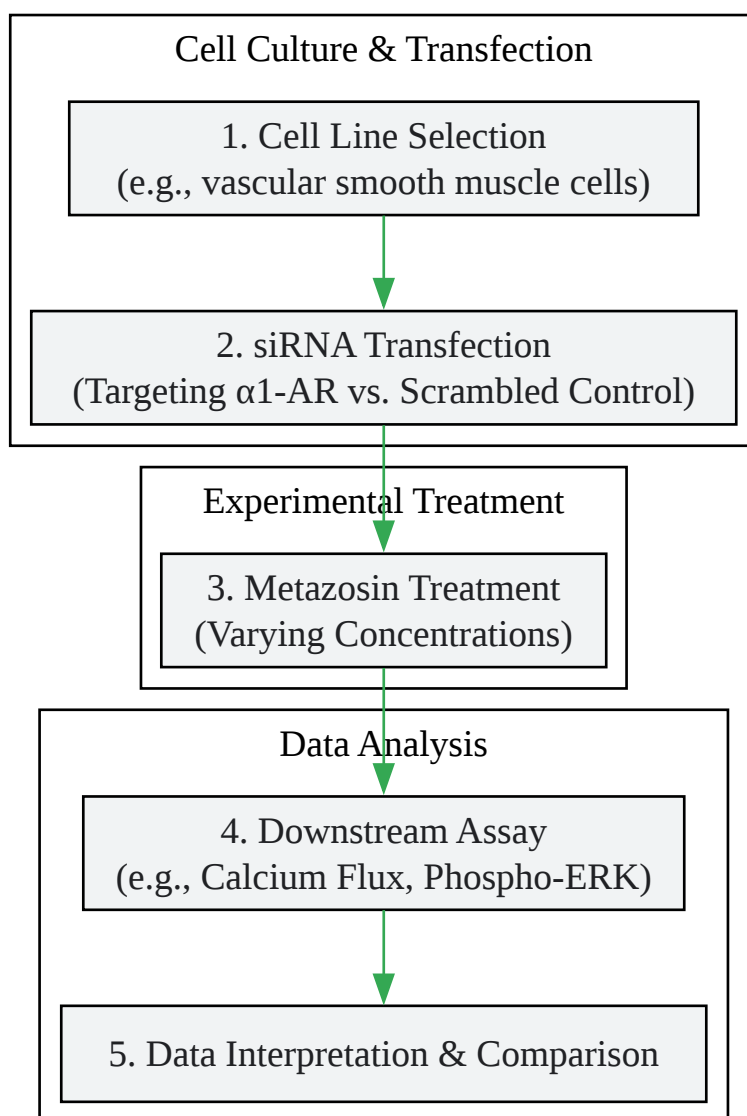 Cell Culture & Transfection
1. Cell Line Selection
(e.g., vascular smooth muscle cells)
2. siRNA Transfection
(Targeting α1-AR vs. Scrambled Control)
Experimental Treatment
3. Metazosin Treatment
(Varying Concentrations)
Data Analysis
4. Downstream Assay
(e.g., Calcium Flux, Phospho-ERK)
5. Data Interpretation & Comparison